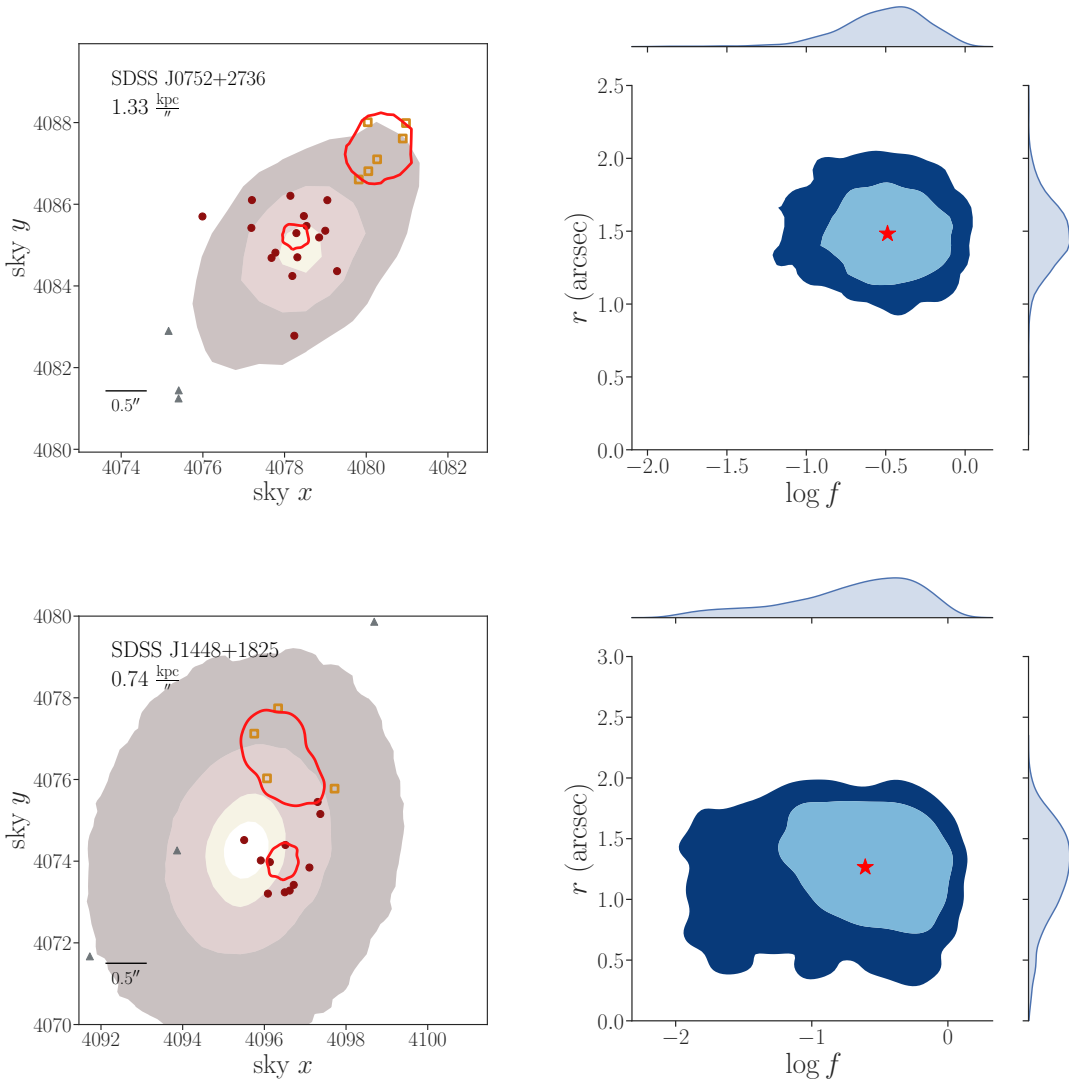 SDSS J0752+2736
1.33 kpc/″
4088
4086
4084
4082
4080
sky y
0.5″
4074 4076 4078 4080 4082
sky x
2.5
2.0
1.5
1.0
0.5
0.0
r (arcsec)
−2.0 −1.5 −1.0 −0.5 0.0
log f
SDSS J1448+1825
0.74 kpc/″
4080
4078
4076
4074
4072
4070
sky y
0.5″
4092 4094 4096 4098 4100
sky x
3.0
2.5
2.0
1.5
1.0
0.5
0.0
r (arcsec)
−2 −1 0
log f